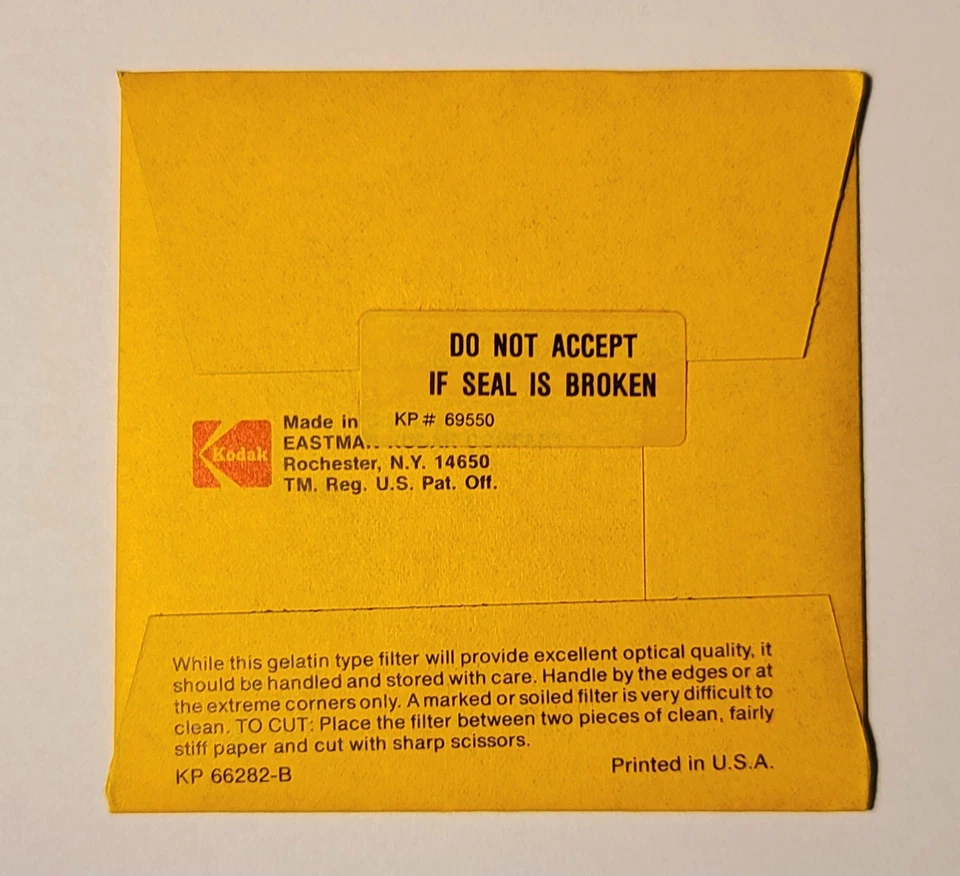 DO NOT ACCEPT
IF SEAL IS BROKEN
KP# 69550
Kodak
Made in
EASTMAN KODAK COMPANY
Rochester, N.Y. 14650
TM. Reg. U.S. Pat. Off.
While this gelatin type filter will provide excellent optical quality, it
should be handled and stored with care. Handle by the edges or at
the extreme corners only. A marked or soiled filter is very difficult to
clean. TO CUT: Place the filter between two pieces of clean, fairly
stiff paper and cut with sharp scissors.
KP 66282-B
Printed in U.S.A.